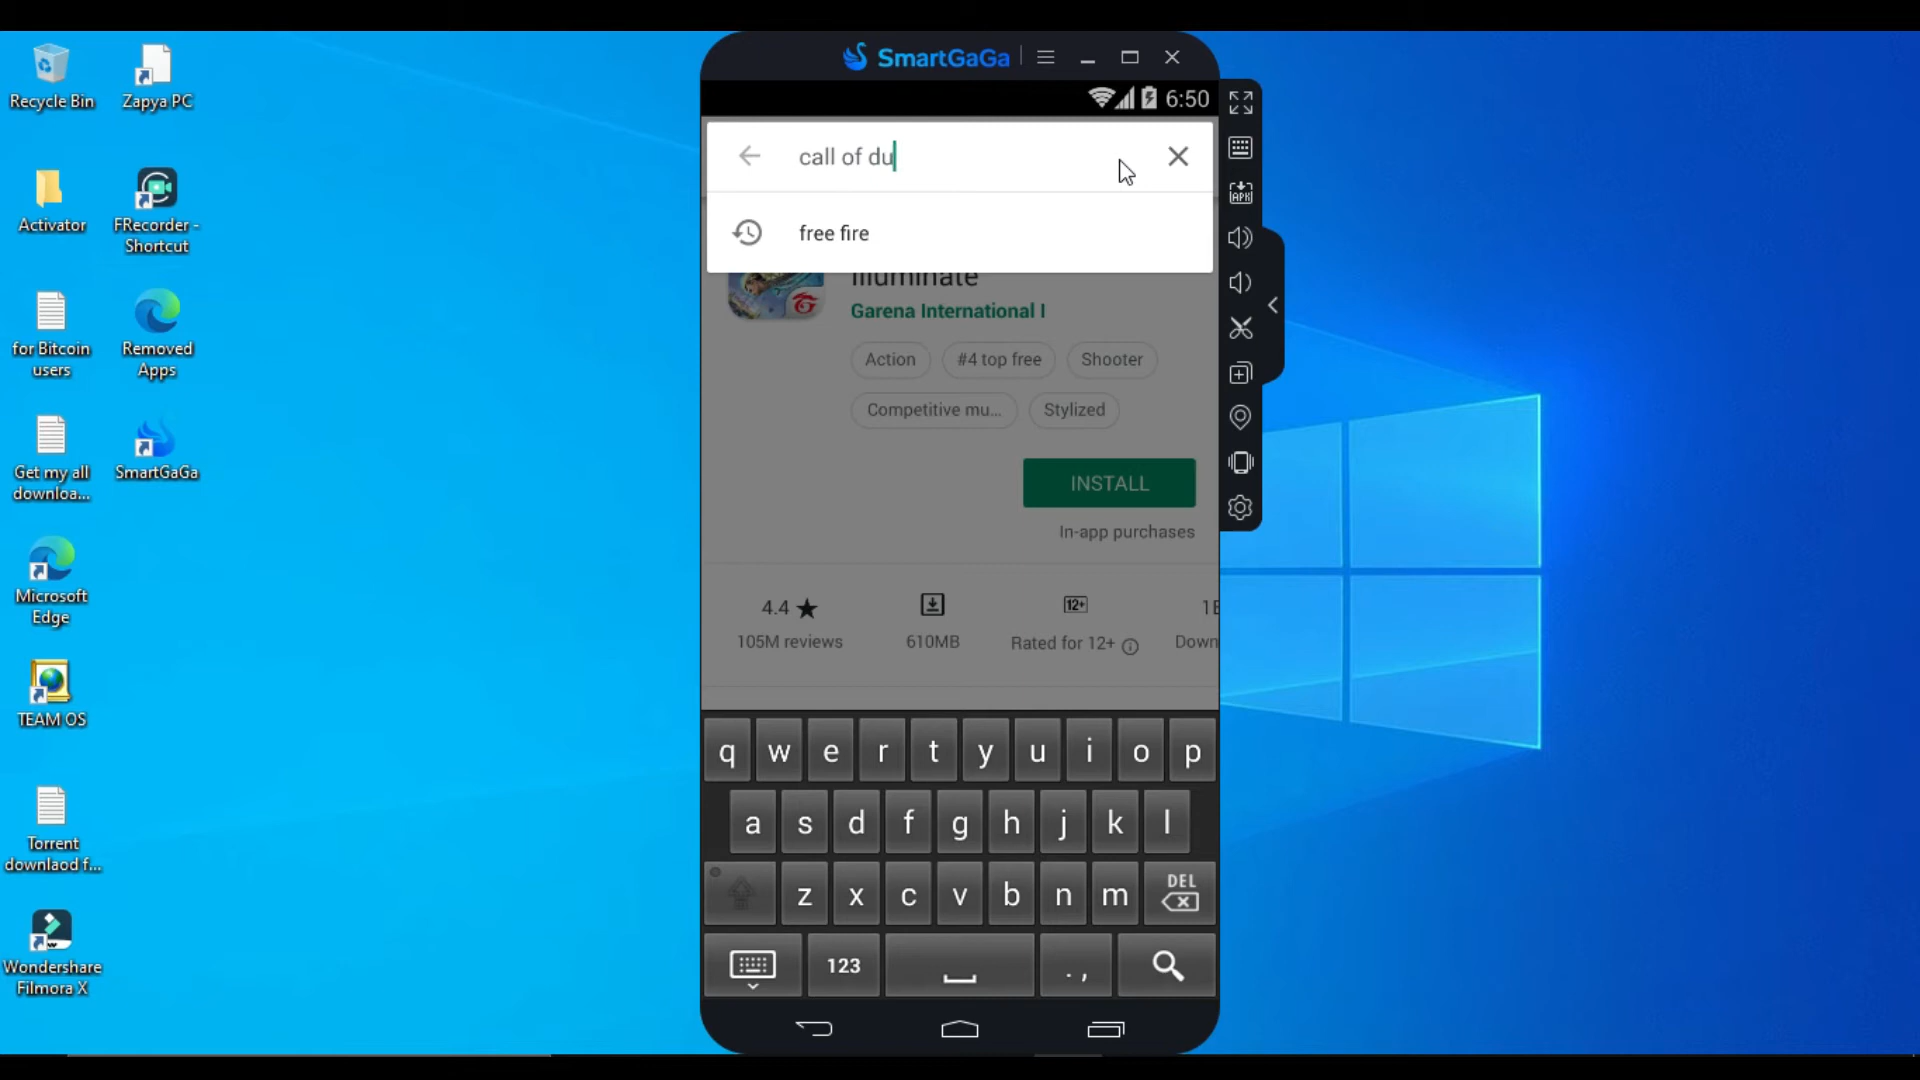 Recycle Bin
Zapya PC
Activator
FRecorder -
Shortcut
for Bitcoin
users
Removed
Apps
Get my all
downloa...
SmartGaGa
Microsoft
Edge
TEAM OS
Torrent
downlaod f...
Wondershare
Filmora X
SmartGaGa
6:50
call of du
free fire
Illuminate
Garena International I
Action
#4 top free
Shooter
Competitive mu...
Stylized
INSTALL
In-app purchases
4.4 ★
12+
105M reviews
610MB
Rated for 12+
Down
q w e r t y u i o p
a s d f g h j k l
z x c v b n m DEL
123 . ,
APK